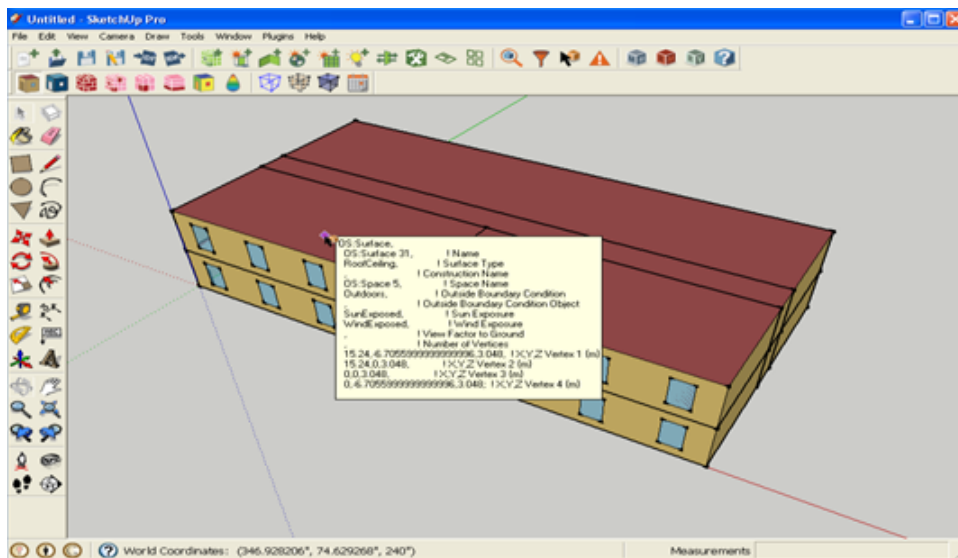 Untitled - SketchUp Pro
File Edit View Camera Draw Tools Window Plugins Help
OS:Surface,
OS:Surface 31, ! Name
RoofCeiling, ! Surface Type
, ! Construction Name
OS:Space 5, ! Space Name
Outdoors, ! Outside Boundary Condition
, ! Outside Boundary Condition Object
SunExposed, ! Sun Exposure
WindExposed, ! Wind Exposure
, ! View Factor to Ground
, ! Number of Vertices
15.24,-6.7055999999999996,3.048, ! X,Y,Z Vertex 1 {m}
15.24,0,3.048, ! X,Y,Z Vertex 2 {m}
0,0,3.048, ! X,Y,Z Vertex 3 {m}
0,-6.7055999999999996,3.048; ! X,Y,Z Vertex 4 {m}
ABC
World Coordinates: (346.928206", 74.629268", 240")
Measurements